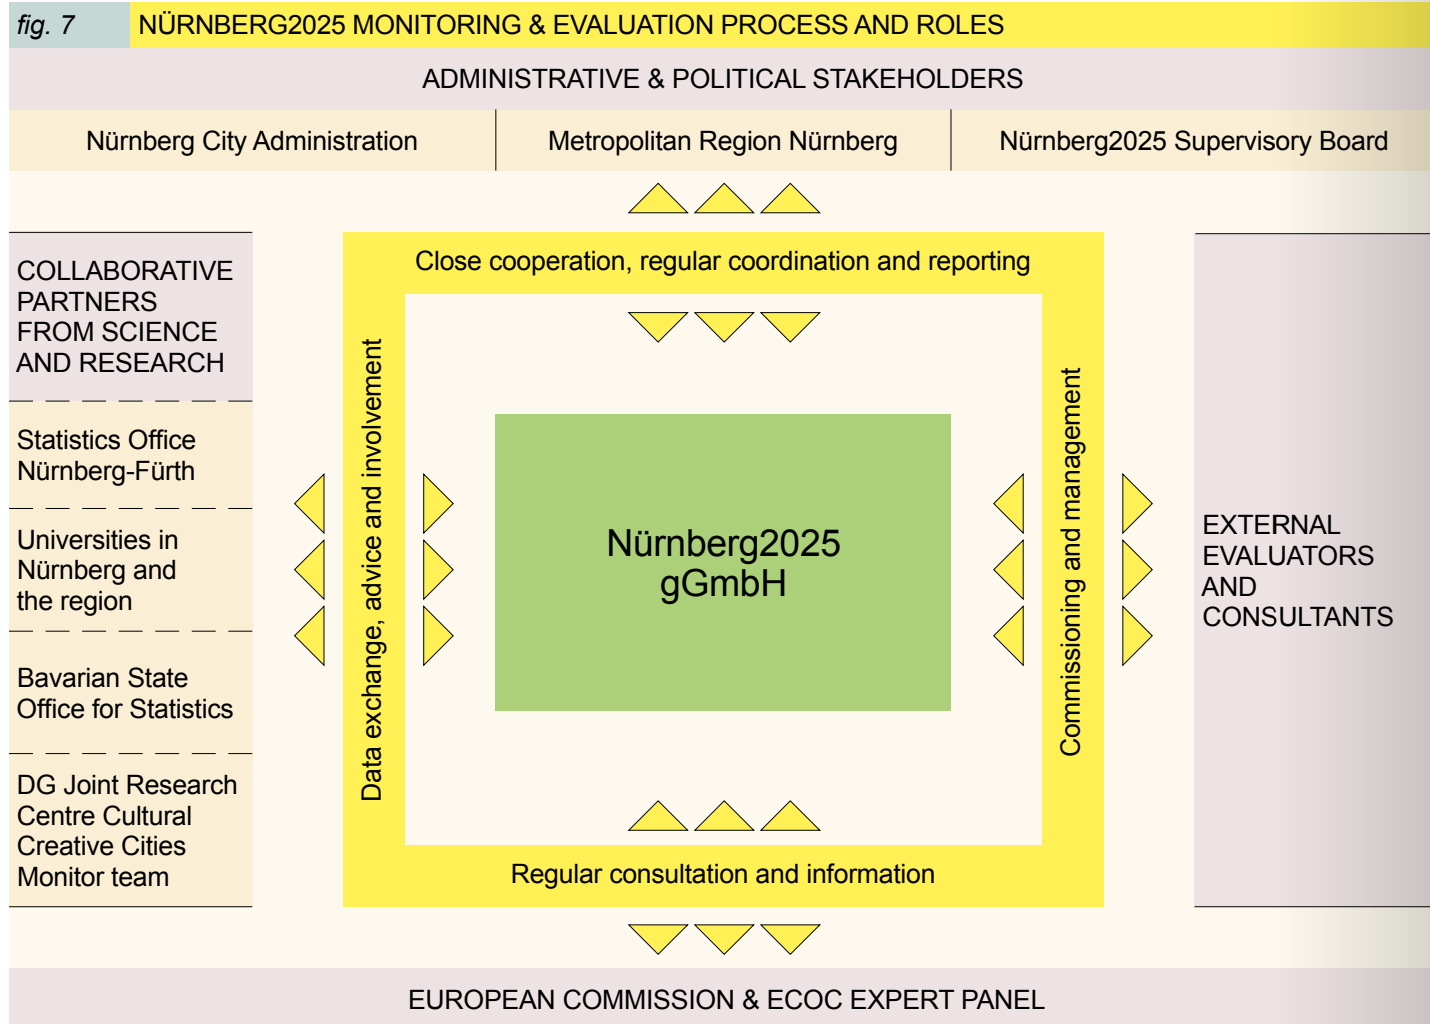 fig. 7
NÜRNBERG2025 MONITORING & EVALUATION PROCESS AND ROLES
ADMINISTRATIVE & POLITICAL STAKEHOLDERS
Nürnberg City Administration
Metropolitan Region Nürnberg
Nürnberg2025 Supervisory Board
COLLABORATIVE
PARTNERS
FROM SCIENCE
AND RESEARCH
Statistics Office
Nürnberg-Fürth
Universities in
Nürnberg and
the region
Bavarian State
Office for Statistics
DG Joint Research
Centre Cultural
Creative Cities
Monitor team
Close cooperation, regular coordination and reporting
Data exchange, advice and involvement
Nürnberg2025
gGmbH
Commissioning and management
Regular consultation and information
EXTERNAL
EVALUATORS
AND
CONSULTANTS
EUROPEAN COMMISSION & ECOC EXPERT PANEL